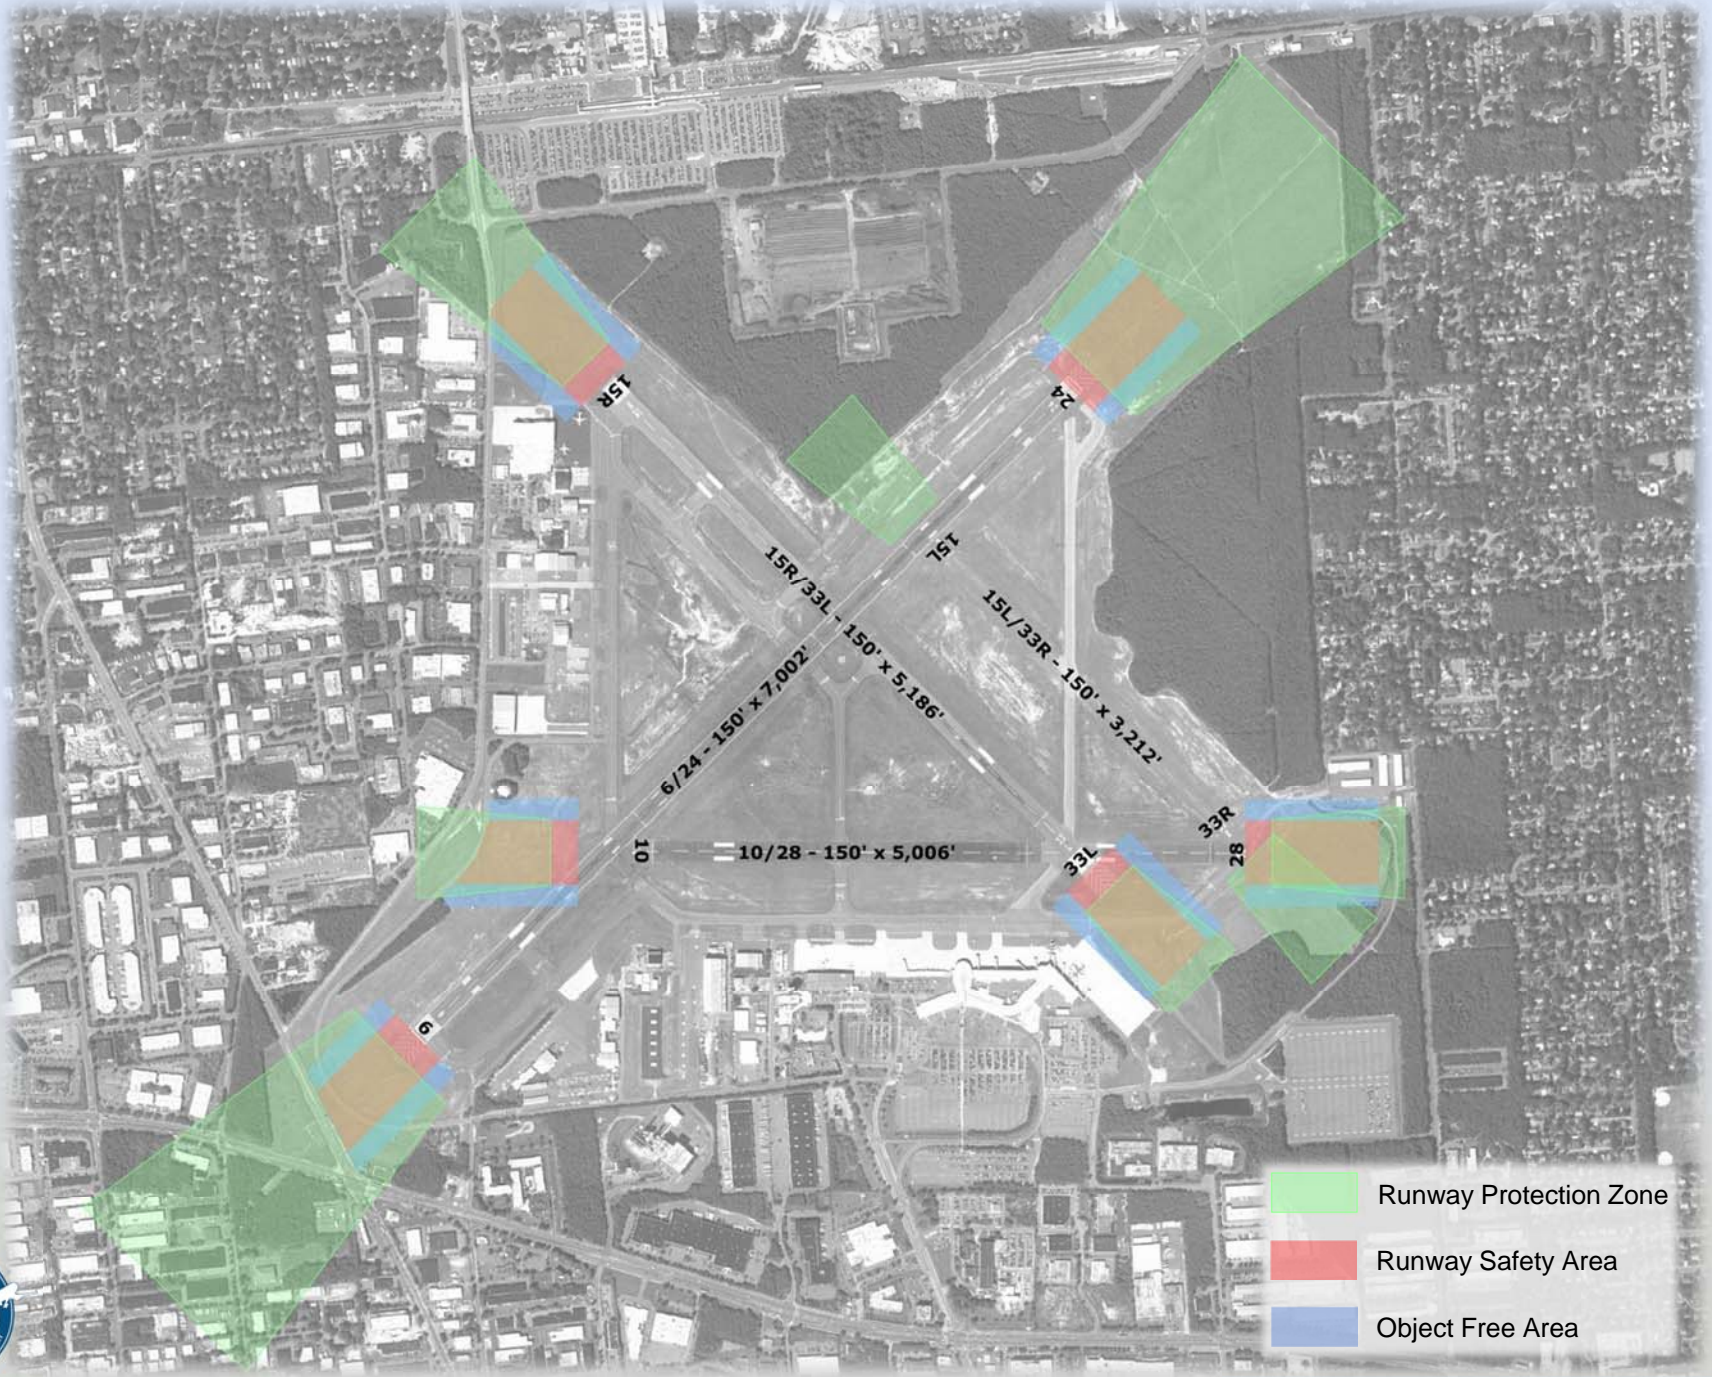 15R
24
15L
15R/33L - 150' x 5,186'
15L/33R - 150' x 3,212'
6/24 - 150' x 7,002'
33R
10
10/28 - 150' x 5,006'
33L
28
6
Runway Protection Zone
Runway Safety Area
Object Free Area